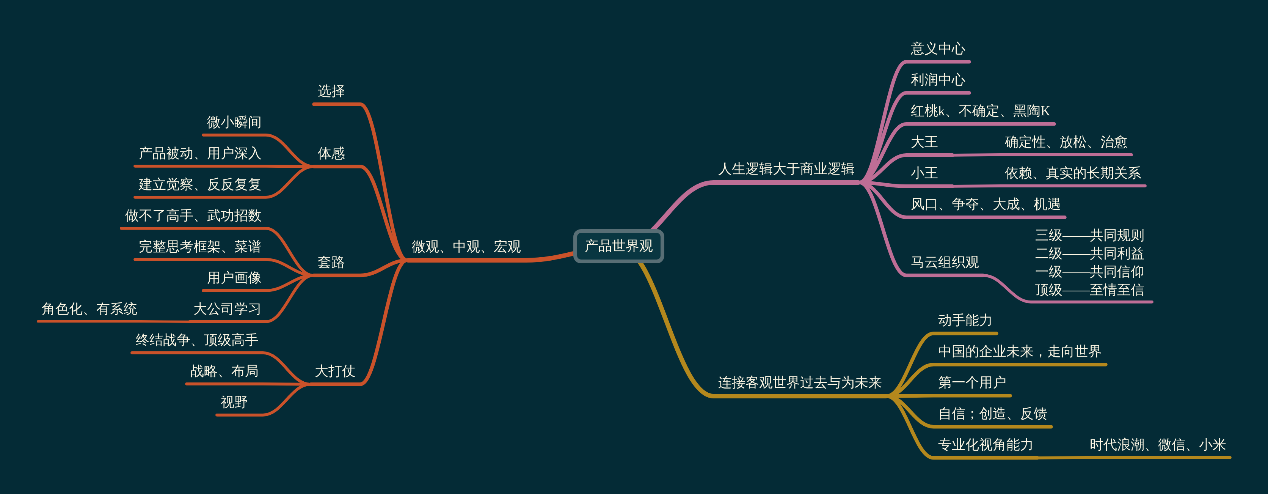 产品世界观
人生逻辑大于商业逻辑
意义中心
利润中心
红桃k、不确定、黑陶K
大王
确定性、放松、治愈
小王
依赖、真实的长期关系
风口、争夺、大成、机遇
马云组织观
三级——共同规则
二级——共同利益
一级——共同信仰
顶级——至情至信
连接客观世界过去与为未来
动手能力
中国的企业未来，走向世界
第一个用户
自信；创造、反馈
专业化视角能力
时代浪潮、微信、小米
微观、中观、宏观
选择
体感
微小瞬间
产品被动、用户深入
建立觉察、反反复复
套路
做不了高手、武功招数
完整思考框架、菜谱
用户画像
大公司学习
角色化、有系统
大打仗
终结战争、顶级高手
战略、布局
视野